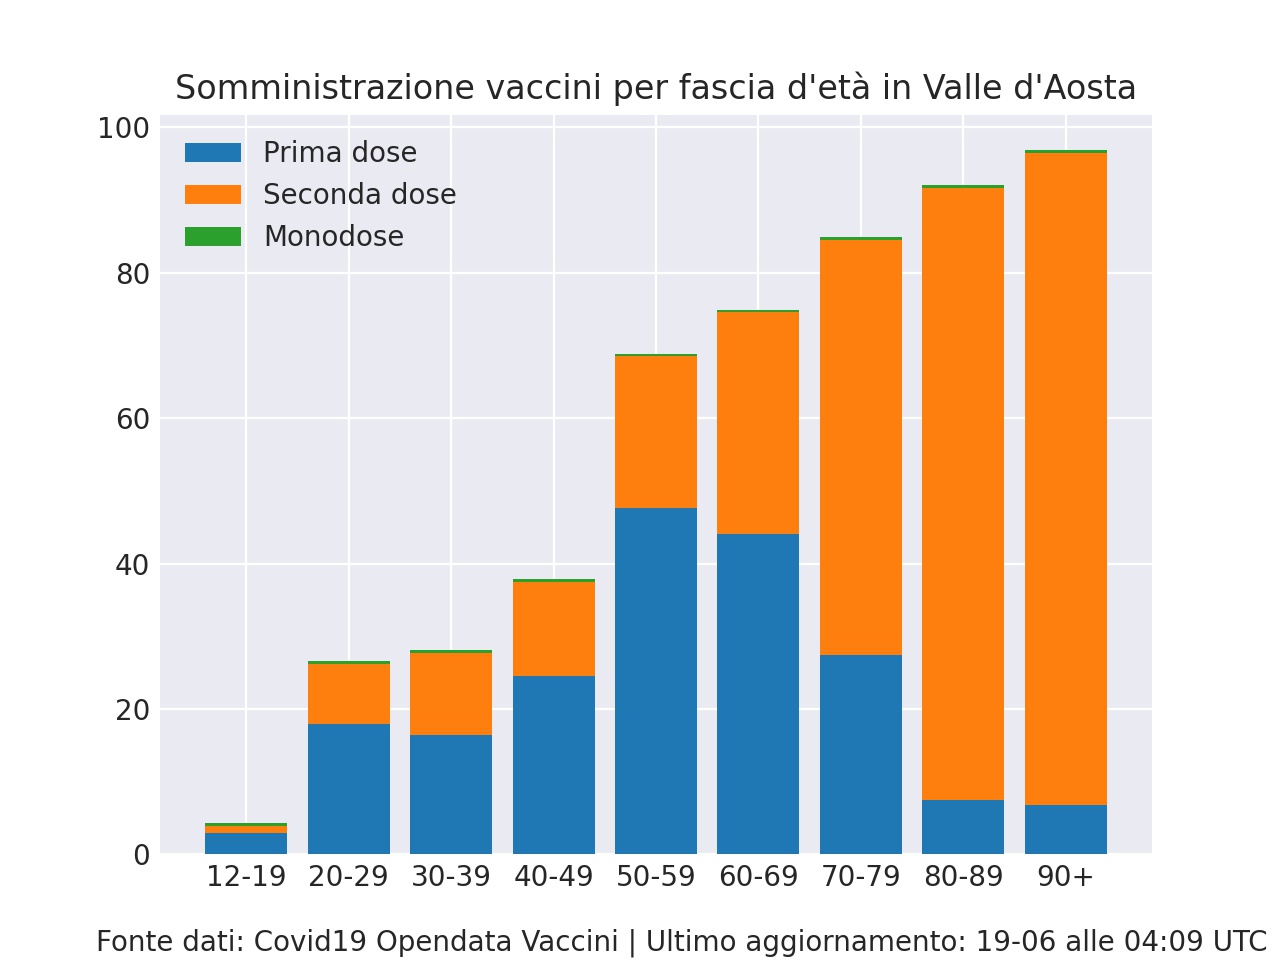 Somministrazione vaccini per fascia d'età in Valle d'Aosta
100
80
60
40
20
0
Prima dose
Seconda dose
Monodose
12-19 20-29 30-39 40-49 50-59 60-69 70-79 80-89 90+
Fonte dati: Covid19 Opendata Vaccini | Ultimo aggiornamento: 19-06 alle 04:09 UTC